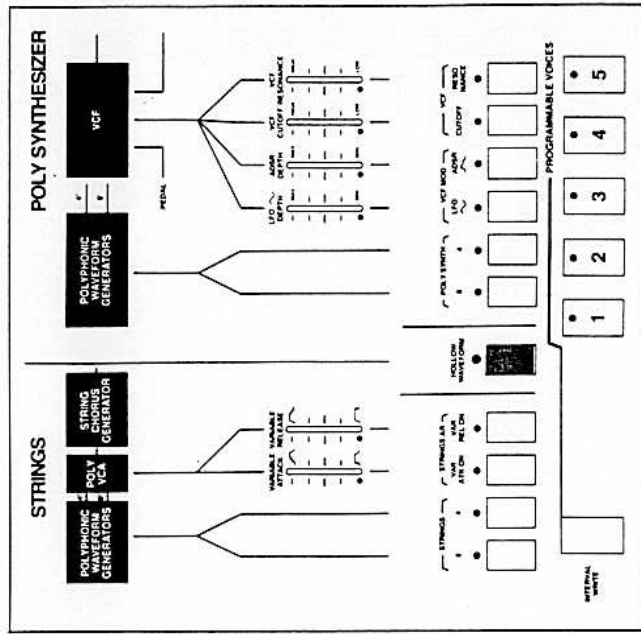 STRINGS
POLY SYNTHESIZER
POLYPHONIC
WAVEFORM
GENERATORS
POLY
VCA
STRING
CHORUS
GENERATOR
POLYPHONIC
WAVEFORM
GENERATORS
VCF
PEDAL
VARIABLE
ATTACK
VARIABLE
RELEASE
LFO
DEPTH
ADSR
DEPTH
VCF
CUTOFF
VCF
RESONANCE
STRINGS
STRINGS AR
VAR
ATK ON
VAR
REL ON
HOLLOW
WAVEFORM
POLY SYNTH
VCF MOD
LFO
ADSR
VCF
CUTOFF
RESO
NANCE
PROGRAMMABLE VOICES
INTERVAL
WRITE
1
2
3
4
5